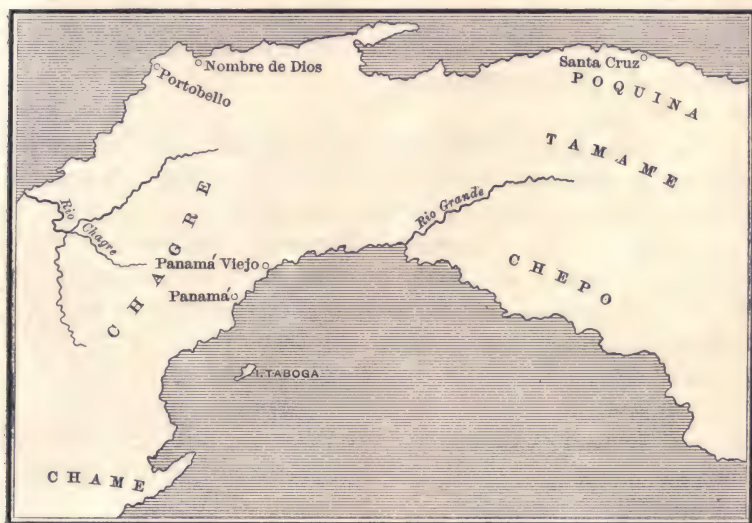 Nombre de Dios
Portobello
Santa Cruz
POQUINA
TAMAME
Rio Chagre
CHAGRE
Rio Grande
CHEPO
Panamá Viejo
Panamá
I. TABOGA
CHAME